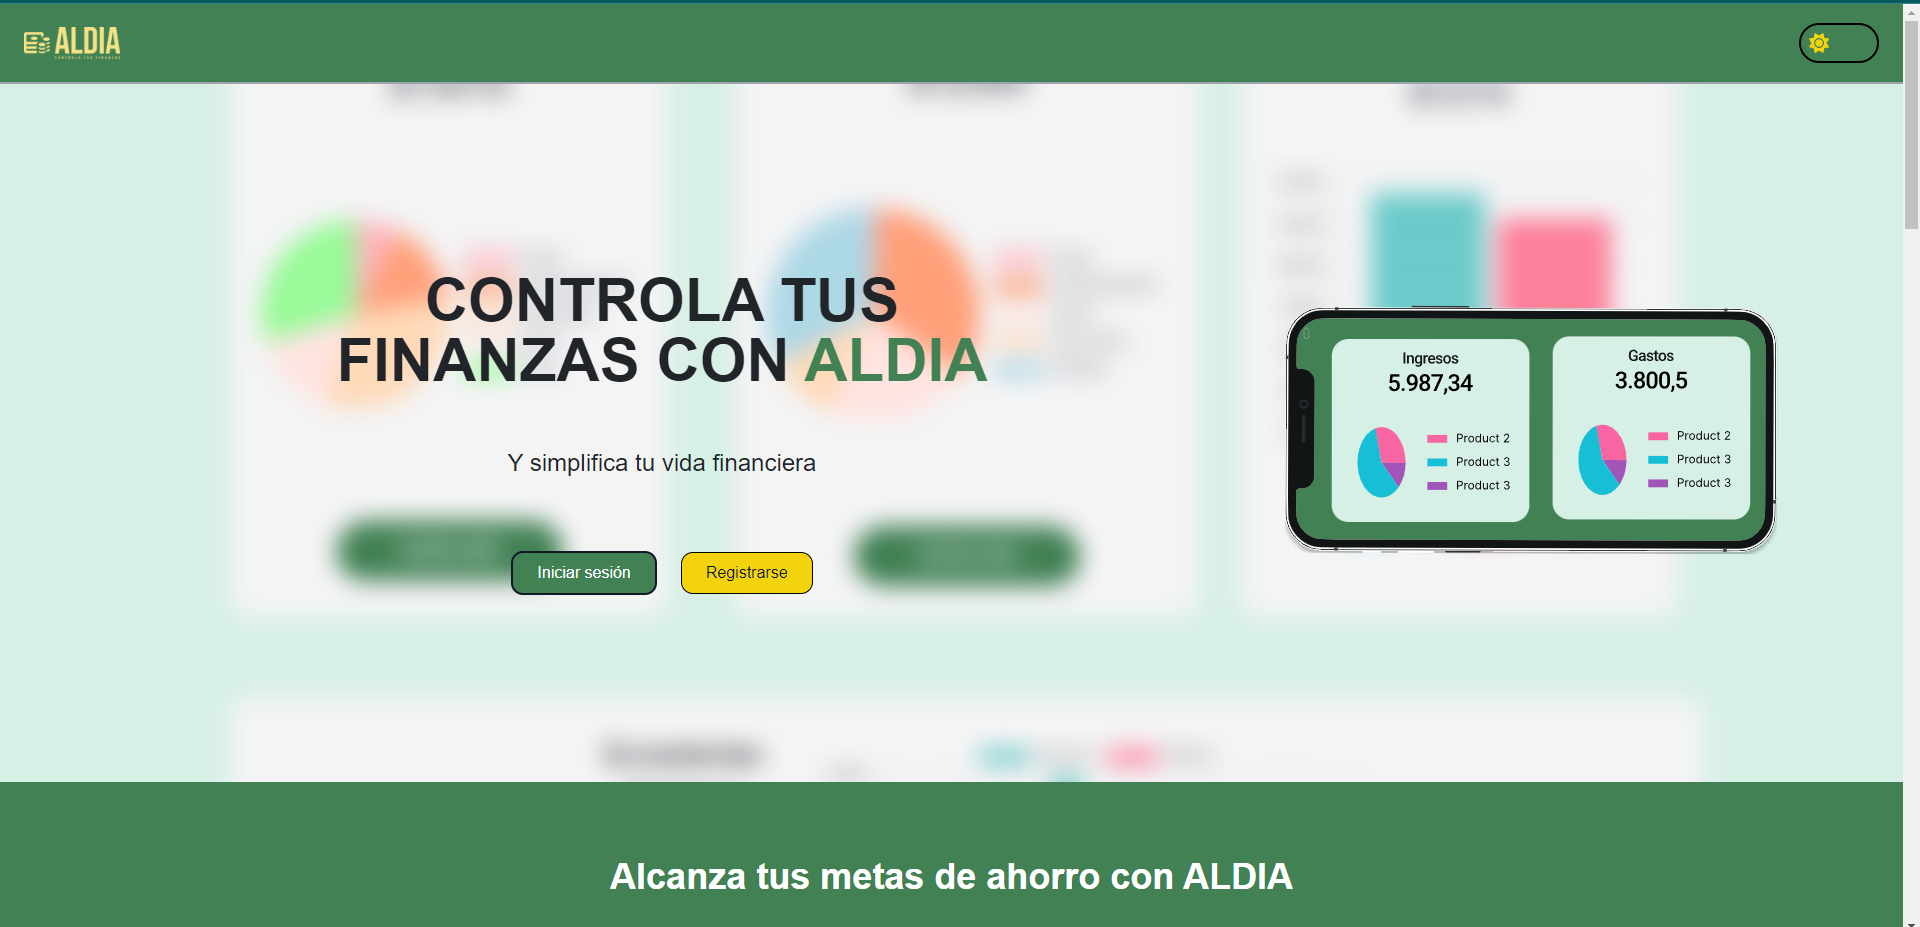 ALDIA
CONTROLA TUS FINANZAS
CONTROLA TUS
FINANZAS CON ALDIA
Y simplifica tu vida financiera
Iniciar sesión
Registrarse
Ingresos
5.987,34
Product 2
Product 3
Product 3
Gastos
3.800,5
Product 2
Product 3
Product 3
Alcanza tus metas de ahorro con ALDIA